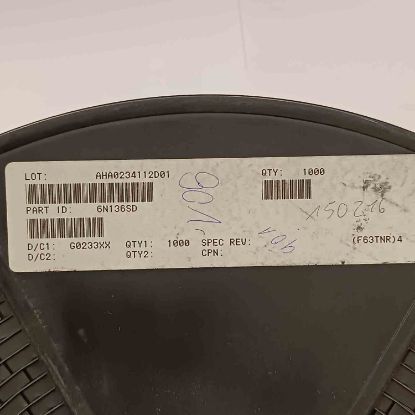 LOT: AHA0234112D01 QTY: 1000
PART ID: 6N136SD
D/C1: G0233XX QTY1: 1000 SPEC REV:
D/C2: QTY2: CPN: (F63TNR)4